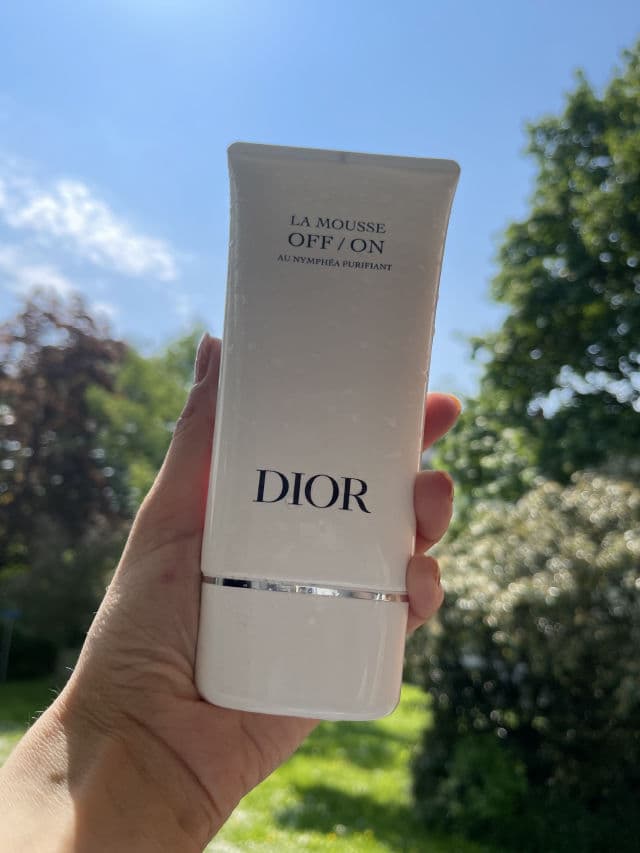 LA MOUSSE
OFF / ON
AU NYMPHÉA PURIFIANT
DIOR